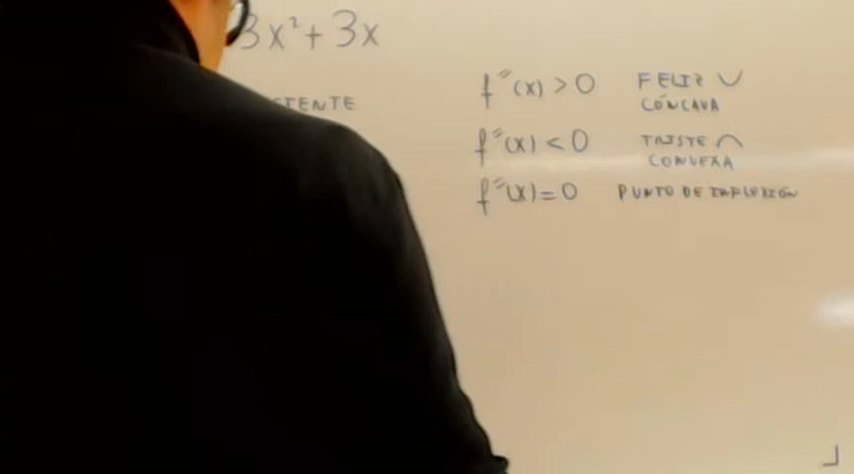 3x² + 3x
f''(x) > 0 FELIZ ∪
CÓNCAVA
f''(x) < 0 TRISTE ∩
CONVEXA
f''(x) = 0 PUNTO DE INFLEXIÓN